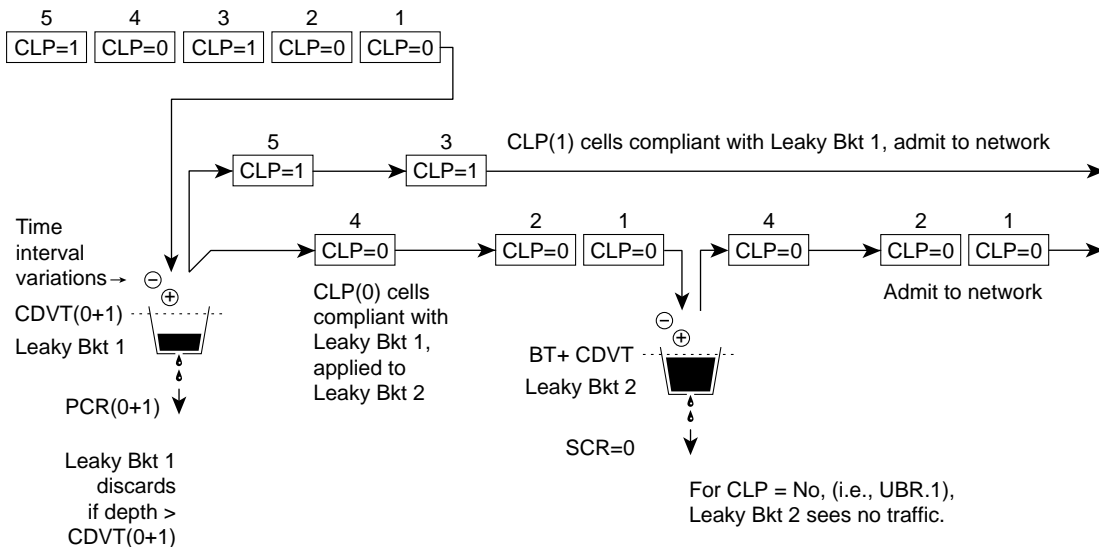 5 4 3 2 1
CLP=1 CLP=0 CLP=1 CLP=0 CLP=0
5 3
CLP(1) cells compliant with Leaky Bkt 1, admit to network
CLP=1 CLP=1
4 2 1 4 2 1
CLP=0 CLP=0 CLP=0 CLP=0 CLP=0 CLP=0
Time
interval
variations
− +
CDVT(0+1)
Leaky Bkt 1
PCR(0+1)
Leaky Bkt 1
discards
if depth >
CDVT(0+1)
CLP(0) cells
compliant with
Leaky Bkt 1,
applied to
Leaky Bkt 2
Admit to network
− +
BT+ CDVT
Leaky Bkt 2
SCR=0
For CLP = No, (i.e., UBR.1),
Leaky Bkt 2 sees no traffic.